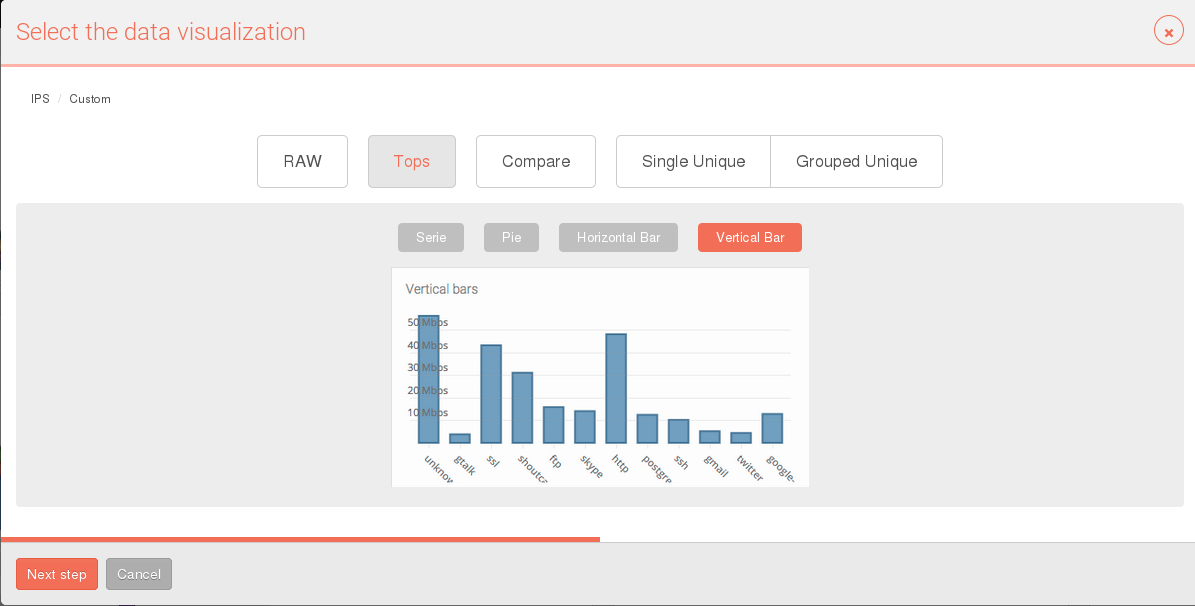 Select the data visualization
IPS / Custom
RAW Tops Compare Single Unique Grouped Unique
Serie Pie Horizontal Bar Vertical Bar
Vertical bars
50 Mbps
40 Mbps
30 Mbps
20 Mbps
10 Mbps
unknow gtalk ssl shoutca ftp skype http postgre ssh gmail twitter google-
Next step Cancel